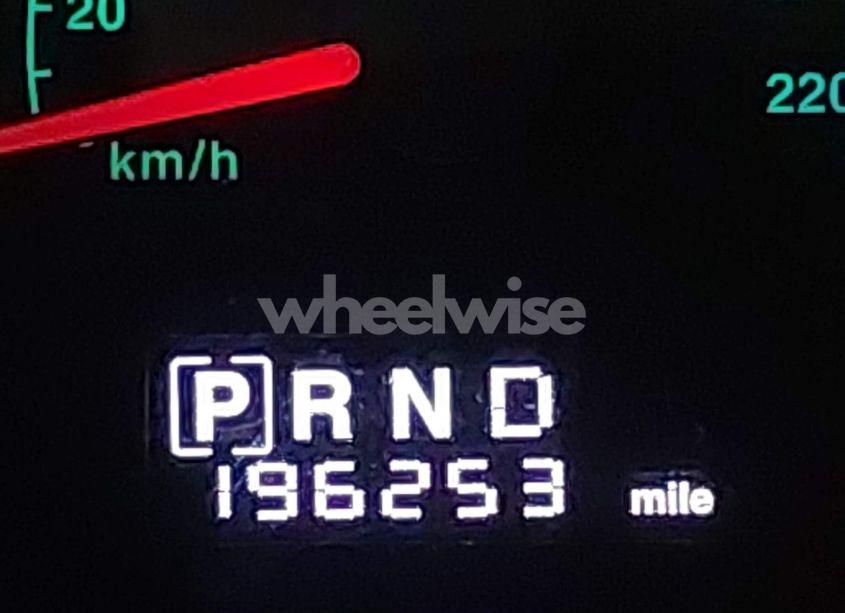 20
220
km/h
wheelwise
P R N D
196253 mile